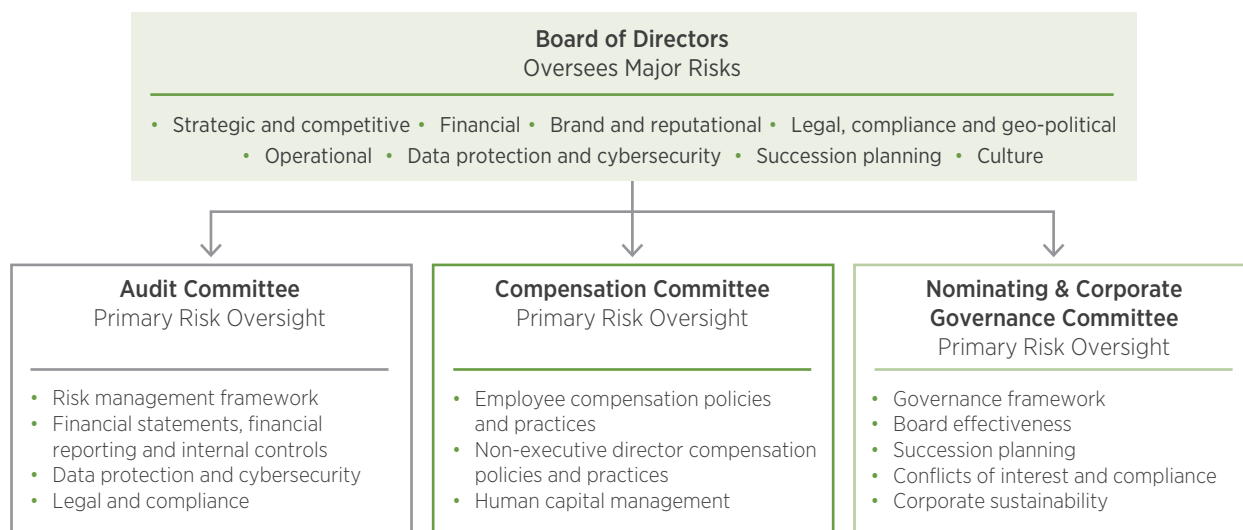 Board of Directors
Oversees Major Risks
• Strategic and competitive • Financial • Brand and reputational • Legal, compliance and geo-political
• Operational • Data protection and cybersecurity • Succession planning • Culture
Audit Committee
Primary Risk Oversight
• Risk management framework
• Financial statements, financial
reporting and internal controls
• Data protection and cybersecurity
• Legal and compliance
Compensation Committee
Primary Risk Oversight
• Employee compensation policies
and practices
• Non-executive director compensation
policies and practices
• Human capital management
Nominating & Corporate
Governance Committee
Primary Risk Oversight
• Governance framework
• Board effectiveness
• Succession planning
• Conflicts of interest and compliance
• Corporate sustainability